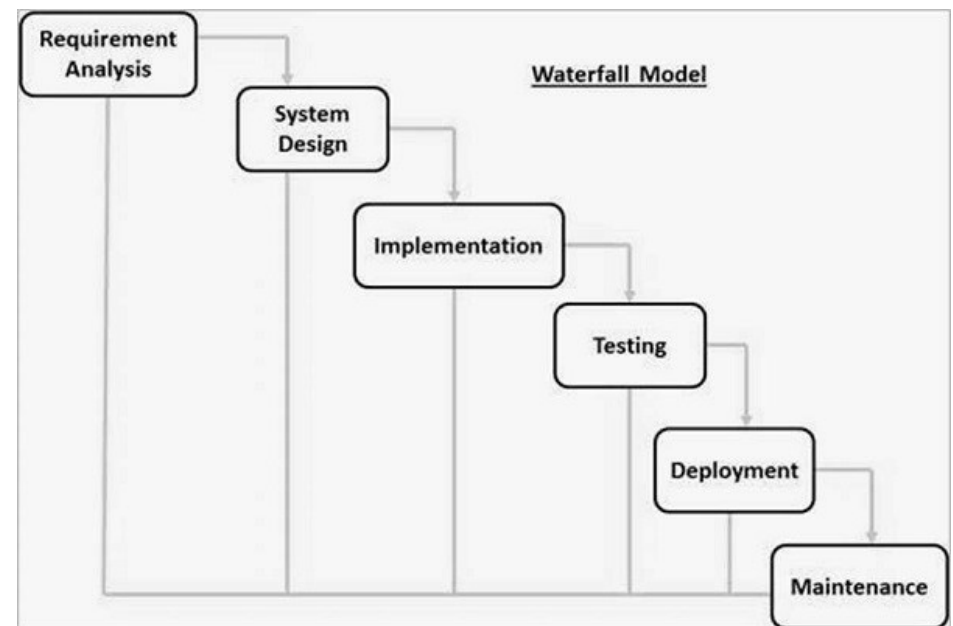 Requirement
Analysis
Waterfall Model
System
Design
Implementation
Testing
Deployment
Maintenance